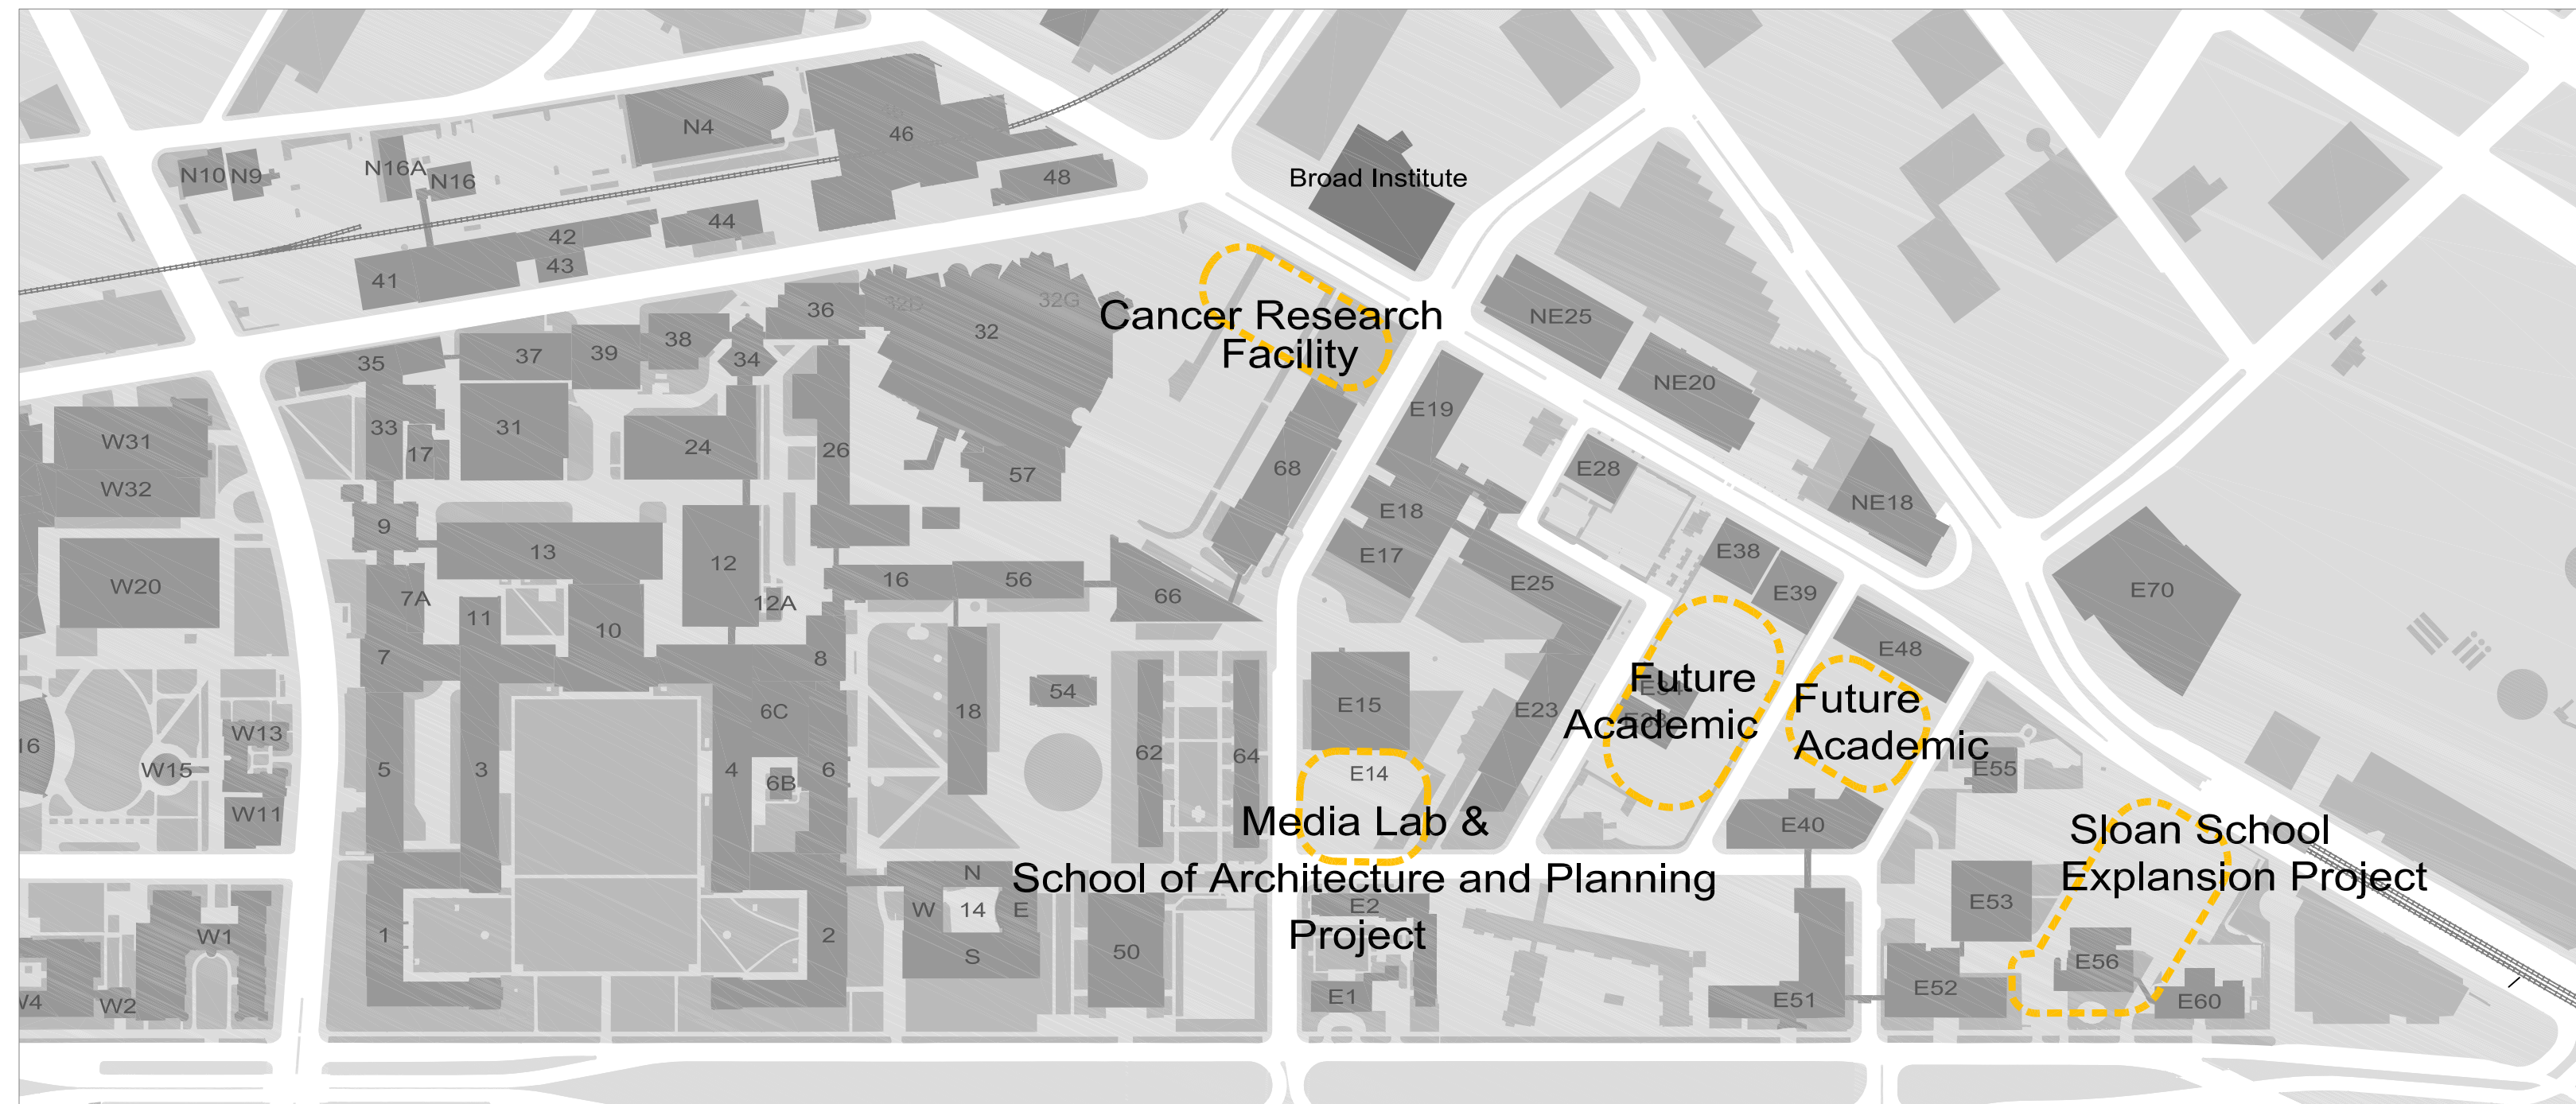 N4
46
N10
N9
N16A
N16
48
Broad Institute
44
42
43
41
Cancer Research
Facility
32D
32G
36
32
NE25
35
37
39
38
34
NE20
E19
W31
33
31
17
24
26
57
68
E28
NE18
W32
9
13
12
E18
E17
E38
E39
E25
W20
7A
11
10
12A
16
56
66
E70
7
8
6C
18
54
62
64
E15
E23
E34
E33
E48
Future
Academic
Future
Academic
16
W13
W15
W11
5
3
4
6B
6
E14
E55
E40
Media Lab &
School of Architecture and Planning
Project
Sloan School
Explansion Project
W1
W4
W2
1
2
N
W
14
E
S
50
E2
E1
E53
E51
E52
E56
E60